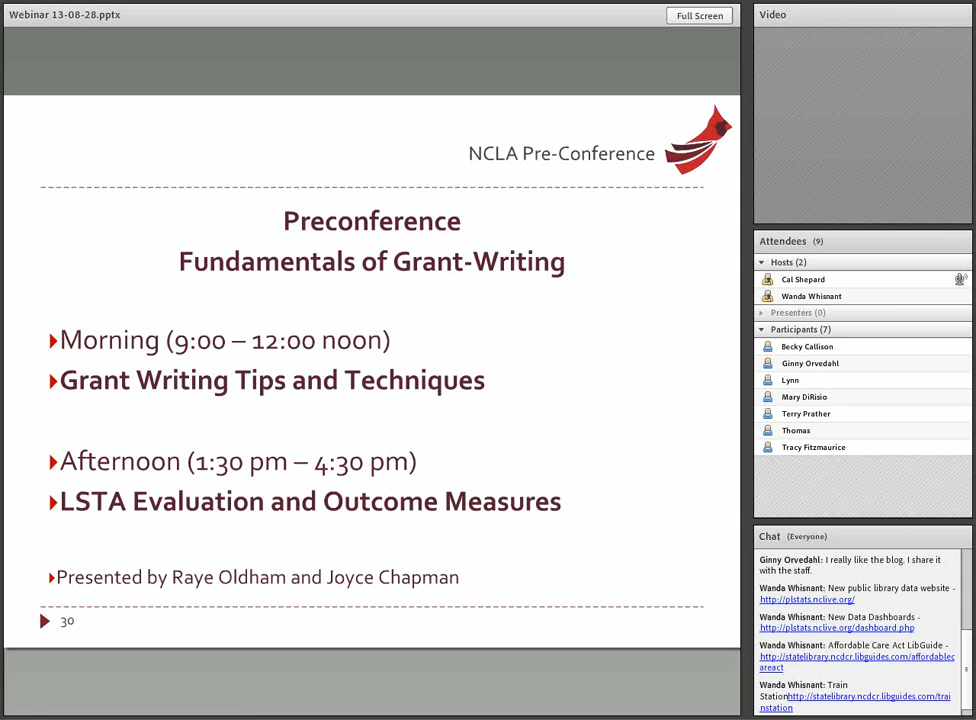 Webinar 13-08-28.pptx
Full Screen
NCLA Pre-Conference
Preconference
Fundamentals of Grant-Writing
Morning (9:00 – 12:00 noon)
Grant Writing Tips and Techniques
Afternoon (1:30 pm – 4:30 pm)
LSTA Evaluation and Outcome Measures
Presented by Raye Oldham and Joyce Chapman
30
Video
Attendees (9)
Hosts (2)
Cal Shepard
Wanda Whisnant
Presenters (0)
Participants (7)
Becky Callison
Ginny Orvedahl
Lynn
Mary DiRisio
Terry Prather
Thomas
Tracy Fitzmaurice
Chat (Everyone)
Ginny Orvedahl: I really like the blog. I share it
with the staff.
Wanda Whisnant: New public library data website -
http://plstats.nclive.org/
Wanda Whisnant: New Data Dashboards -
http://plstats.nclive.org/dashboard.php
Wanda Whisnant: Affordable Care Act LibGuide -
http://statelibrary.ncdcr.libguides.com/affordablec
areact
Wanda Whisnant: Train
Stationhttp://statelibrary.ncdcr.libguides.com/trai
nstation